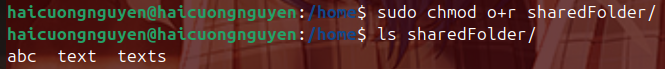 haicuongnguyen@haicuongnguyen:/home$ sudo chmod o+r sharedFolder/
haicuongnguyen@haicuongnguyen:/home$ ls sharedFolder/
abc  text  texts